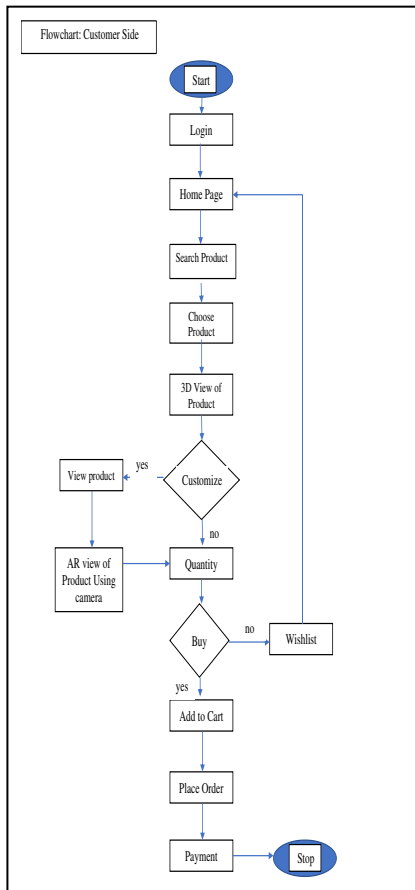 Flowchart: Customer Side
Start
Login
Home Page
Search Product
Choose
Product
3D View of
Product
yes
View product
Customize
no
AR view of
Product Using
camera
Quantity
Buy
no
Wishlist
yes
Add to Cart
Place Order
Payment
Stop